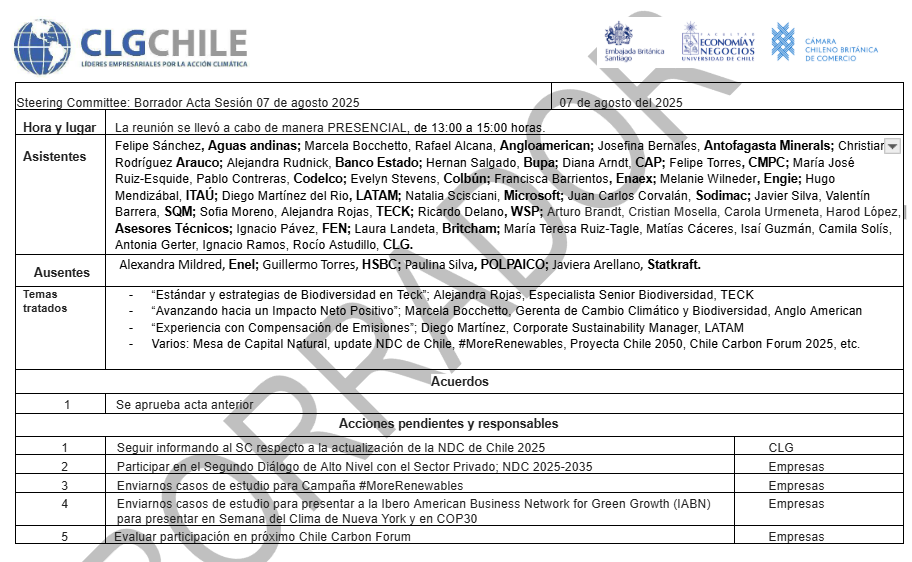 CLGCHILE
LÍDERES EMPRESARIALES POR LA ACCIÓN CLIMÁTICA
Embajada Británica
Santiago
FACULTAD
ECONOMÍA Y
NEGOCIOS
UNIVERSIDAD DE CHILE
CÁMARA
CHILENO BRITÁNICA
DE COMERCIO
BORRADOR
Steering Committee: Borrador Acta Sesión 07 de agosto 2025 07 de agosto del 2025
Hora y lugar La reunión se llevó a cabo de manera PRESENCIAL, de 13:00 a 15:00 horas.
Asistentes Felipe Sánchez, Aguas andinas; Marcela Bocchetto, Rafael Alcana, Angloamerican; Josefina Bernales, Antofagasta Minerals; Christian
Rodríguez Arauco; Alejandra Rudnick, Banco Estado; Hernan Salgado, Bupa; Diana Arndt, CAP; Felipe Torres, CMPC; María José
Ruiz-Esquide, Pablo Contreras, Codelco; Evelyn Stevens, Colbún; Francisca Barrientos, Enaex; Melanie Wilneder, Engie; Hugo
Mendizábal, ITAÚ; Diego Martínez del Rio, LATAM; Natalia Scisciani, Microsoft; Juan Carlos Corvalán, Sodimac; Javier Silva, Valentín
Barrera, SQM; Sofia Moreno, Alejandra Rojas, TECK; Ricardo Delano, WSP; Arturo Brandt, Cristian Mosella, Carola Urmeneta, Harod López,
Asesores Técnicos; Ignacio Pávez, FEN; Laura Landeta, Britcham; María Teresa Ruiz-Tagle, Matías Cáceres, Isaí Guzmán, Camila Solís,
Antonia Gerter, Ignacio Ramos, Rocío Astudillo, CLG.
Ausentes Alexandra Mildred, Enel; Guillermo Torres, HSBC; Paulina Silva, POLPAICO; Javiera Arellano, Statkraft.
Temas
tratados
- “Estándar y estrategias de Biodiversidad en Teck”; Alejandra Rojas, Especialista Senior Biodiversidad, TECK
- “Avanzando hacia un Impacto Neto Positivo”; Marcela Bocchetto, Gerenta de Cambio Climático y Biodiversidad, Anglo American
- “Experiencia con Compensación de Emisiones”; Diego Martínez, Corporate Sustainability Manager, LATAM
- Varios: Mesa de Capital Natural, update NDC de Chile, #MoreRenewables, Proyecta Chile 2050, Chile Carbon Forum 2025, etc.
Acuerdos
1 Se aprueba acta anterior
Acciones pendientes y responsables
1 Seguir informando al SC respecto a la actualización de la NDC de Chile 2025 CLG
2 Participar en el Segundo Diálogo de Alto Nivel con el Sector Privado; NDC 2025-2035 Empresas
3 Enviarnos casos de estudio para Campaña #MoreRenewables Empresas
4 Enviarnos casos de estudio para presentar a la Ibero American Business Network for Green Growth (IABN) Empresas
para presentar en Semana del Clima de Nueva York y en COP30
5 Evaluar participación en próximo Chile Carbon Forum Empresas